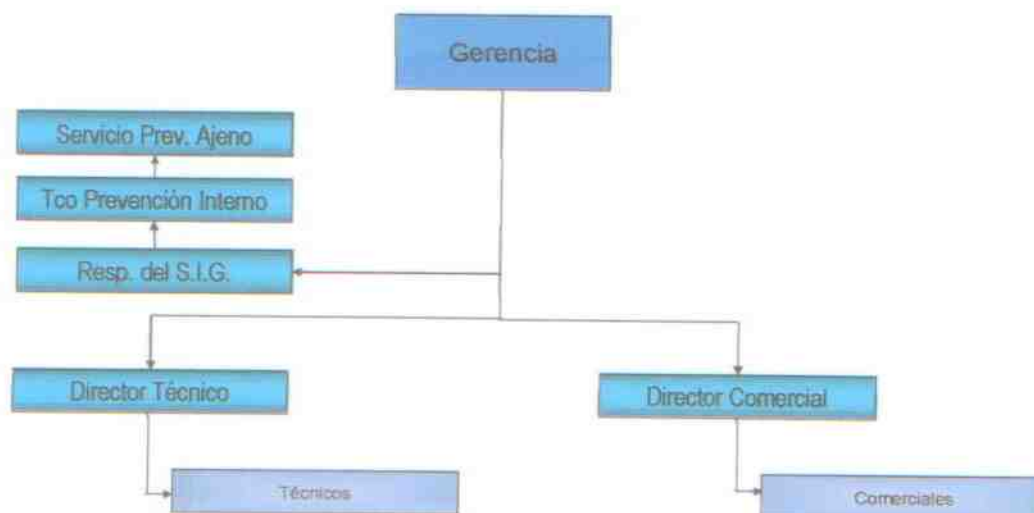 Gerencia
Servicio Prev. Ajeno
Tco Prevención Interno
Resp. del S.I.G.
Director Técnico
Director Comercial
Técnicos
Comerciales